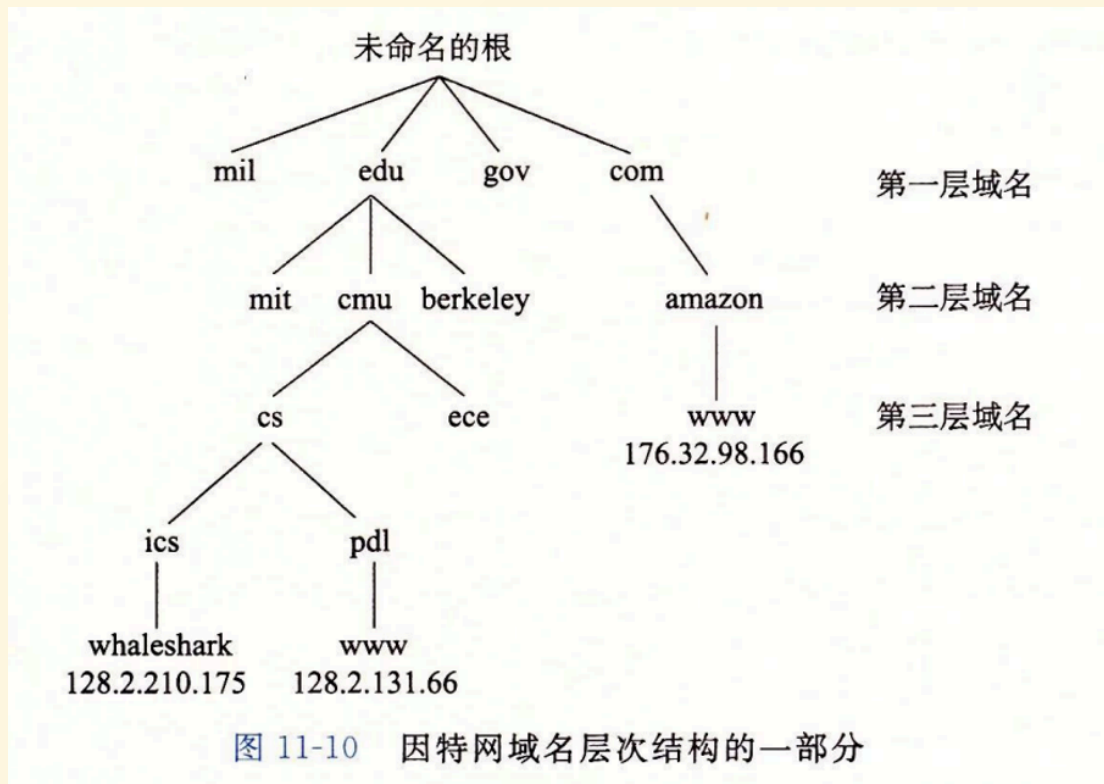 未命名的根
mil edu gov com 第一层域名
mit cmu berkeley amazon 第二层域名
cs ece www 第三层域名
176.32.98.166
ics pdl
whaleshark www
128.2.210.175 128.2.131.66
图 11-10 因特网域名层次结构的一部分